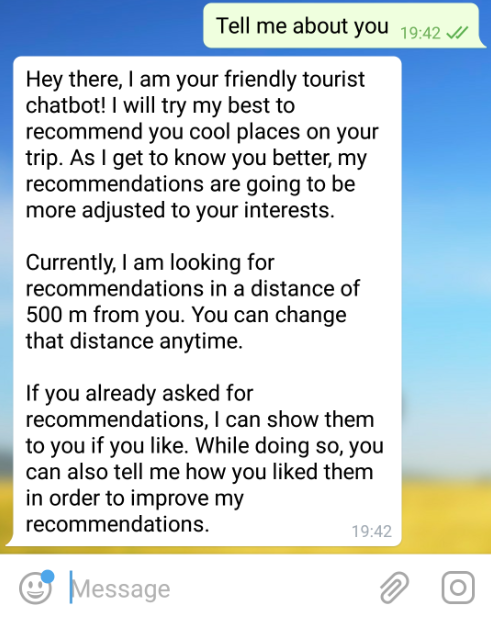 Tell me about you 19:42
Hey there, I am your friendly tourist
chatbot! I will try my best to
recommend you cool places on your
trip. As I get to know you better, my
recommendations are going to be
more adjusted to your interests.
Currently, I am looking for
recommendations in a distance of
500 m from you. You can change
that distance anytime.
If you already asked for
recommendations, I can show them
to you if you like. While doing so, you
can also tell me how you liked them
in order to improve my
recommendations. 19:42
Message